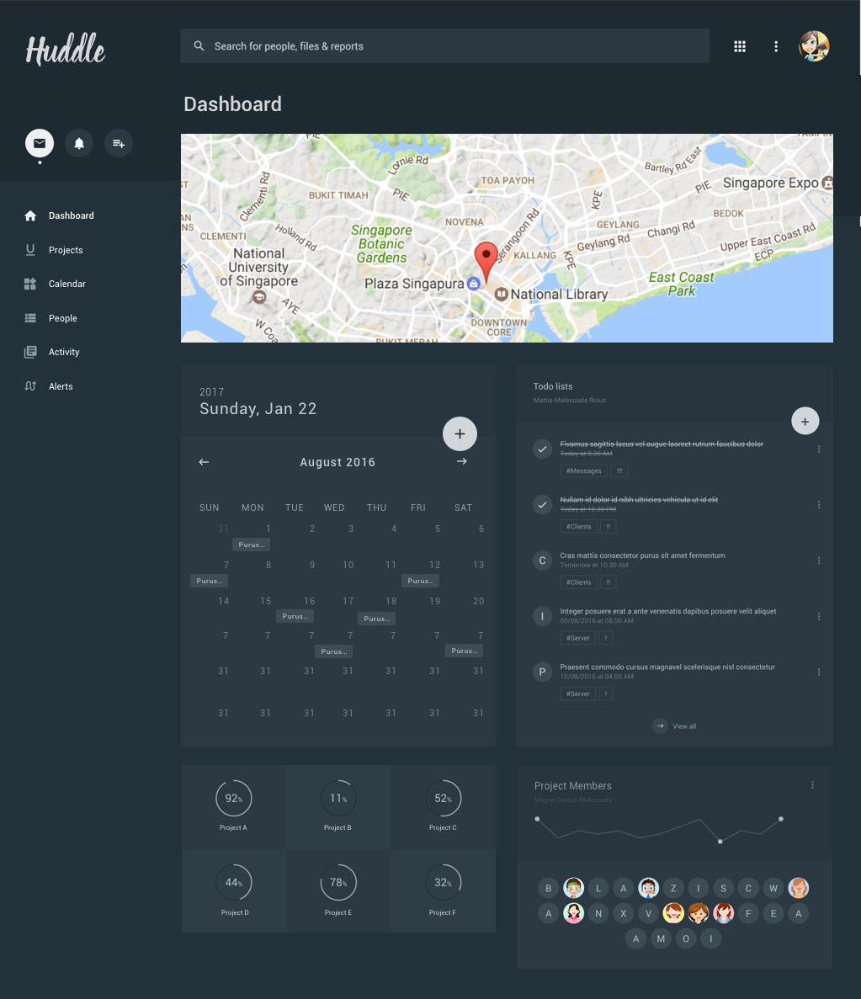 Huddle
Search for people, files & reports
Dashboard
Dashboard
Projects
Calendar
People
Activity
Alerts
PIE
Lornie Rd
Bartley Rd East
TOA PAYOH
PIE
Singapore Expo
Clementi Rd
BUKIT TIMAH
PIE
KPE
NOVENA
Serangoon Rd
BEDOK
GEYLANG
Changi Rd
CLEMENTI
Holland Rd
Singapore
Botanic
Gardens
KALLANG
Geylang Rd
Upper East Coast Rd
ECP
KPE
National
University
of Singapore
Plaza Singapura
East Coast
Park
National Library
AYE
W Coa
DOWNTOWN
CORE
BUKIT MERAH
2017
Sunday, Jan 22
August 2016
SUN MON TUE WED THU FRI SAT
31 1 2 3 4 5 6
Purus...
7 8 9 10 11 12 13
Purus... Purus...
14 15 16 17 18 19 20
Purus... Purus...
7 7 7 7 7 7 7
Purus... Purus...
31 31 31 31 31 31 31
31 31 31 31 31 31 31
Todo lists
Mattis Malesuada Risus
Fivamus sagittis lacus vel augue laoreet rutrum faucibus dolor
Today at 8.30 AM
#Messages !!!
Nullam id dolor id nibh ultricies vehicula ut id elit
Today at 12.30 PM
#Clients !!
C Cras mattis consectetur purus sit amet fermentum
Tomorrow at 10.30 AM
#Clients !!
I Integer posuere erat a ante venenatis dapibus posuere velit aliquet
05/08/2016 at 08.00 AM
#Server !
P Praesent commodo cursus magnavel scelerisque nisl consectetur
10/08/2016 at 04.00 AM
#Server !
View all
92% 11% 52%
Project A Project B Project C
44% 78% 32%
Project D Project E Project F
Project Members
Magna Cursus Malesuada
B L A Z I S C W
A N X V F E A
A M O I